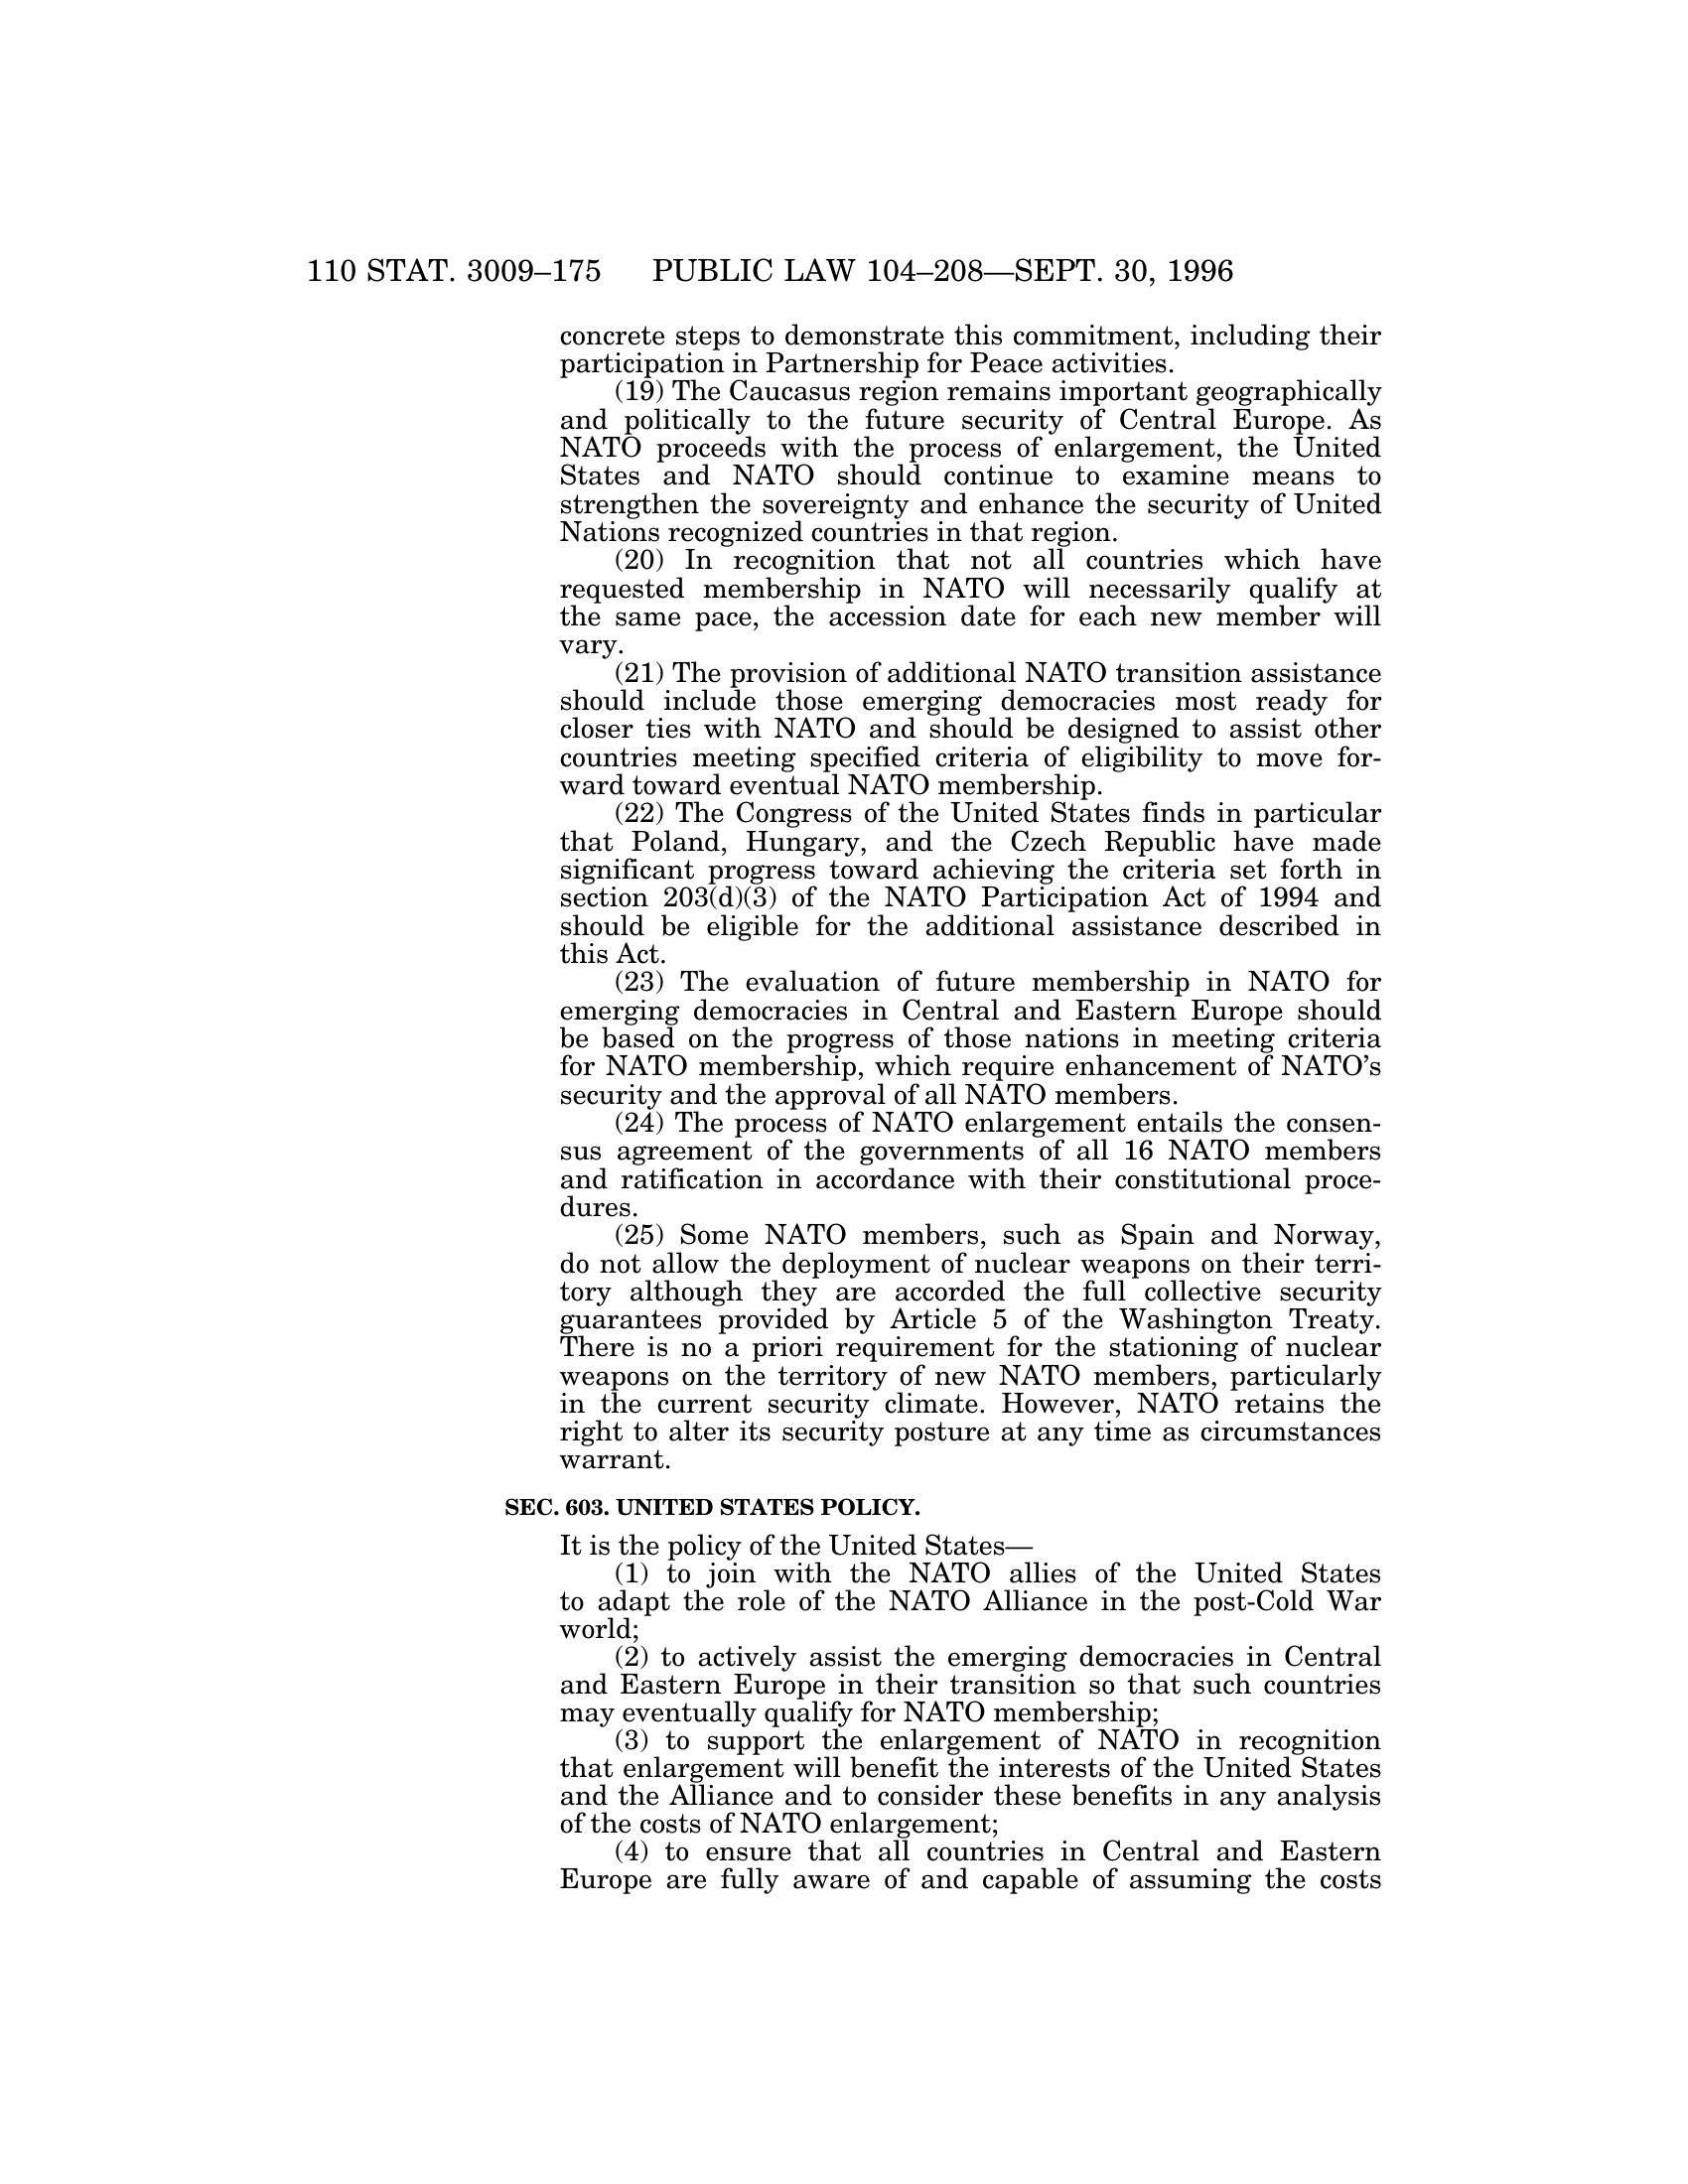 110 STAT. 3009–175 PUBLIC LAW 104–208—SEPT. 30, 1996
concrete steps to demonstrate this commitment, including their
participation in Partnership for Peace activities.
(19) The Caucasus region remains important geographically
and politically to the future security of Central Europe. As
NATO proceeds with the process of enlargement, the United
States and NATO should continue to examine means to
strengthen the sovereignty and enhance the security of United
Nations recognized countries in that region.
(20) In recognition that not all countries which have
requested membership in NATO will necessarily qualify at
the same pace, the accession date for each new member will
vary.
(21) The provision of additional NATO transition assistance
should include those emerging democracies most ready for
closer ties with NATO and should be designed to assist other
countries meeting specified criteria of eligibility to move for-
ward toward eventual NATO membership.
(22) The Congress of the United States finds in particular
that Poland, Hungary, and the Czech Republic have made
significant progress toward achieving the criteria set forth in
section 203(d)(3) of the NATO Participation Act of 1994 and
should be eligible for the additional assistance described in
this Act.
(23) The evaluation of future membership in NATO for
emerging democracies in Central and Eastern Europe should
be based on the progress of those nations in meeting criteria
for NATO membership, which require enhancement of NATO’s
security and the approval of all NATO members.
(24) The process of NATO enlargement entails the consen-
sus agreement of the governments of all 16 NATO members
and ratification in accordance with their constitutional proce-
dures.
(25) Some NATO members, such as Spain and Norway,
do not allow the deployment of nuclear weapons on their terri-
tory although they are accorded the full collective security
guarantees provided by Article 5 of the Washington Treaty.
There is no a priori requirement for the stationing of nuclear
weapons on the territory of new NATO members, particularly
in the current security climate. However, NATO retains the
right to alter its security posture at any time as circumstances
warrant.
SEC. 603. UNITED STATES POLICY.
It is the policy of the United States—
(1) to join with the NATO allies of the United States
to adapt the role of the NATO Alliance in the post-Cold War
world;
(2) to actively assist the emerging democracies in Central
and Eastern Europe in their transition so that such countries
may eventually qualify for NATO membership;
(3) to support the enlargement of NATO in recognition
that enlargement will benefit the interests of the United States
and the Alliance and to consider these benefits in any analysis
of the costs of NATO enlargement;
(4) to ensure that all countries in Central and Eastern
Europe are fully aware of and capable of assuming the costs